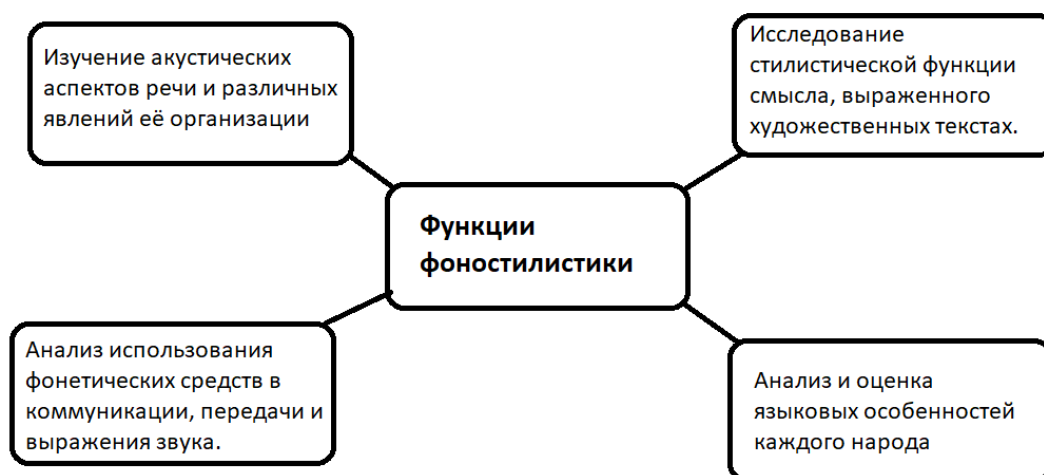 Изучение акустических
аспектов речи и различных
явлений её организации
Исследование
стилистической функции
смысла, выраженного
художественных текстах.
Функции
фоностилистики
Анализ использования
фонетических средств в
коммуникации, передачи и
выражения звука.
Анализ и оценка
языковых особенностей
каждого народа